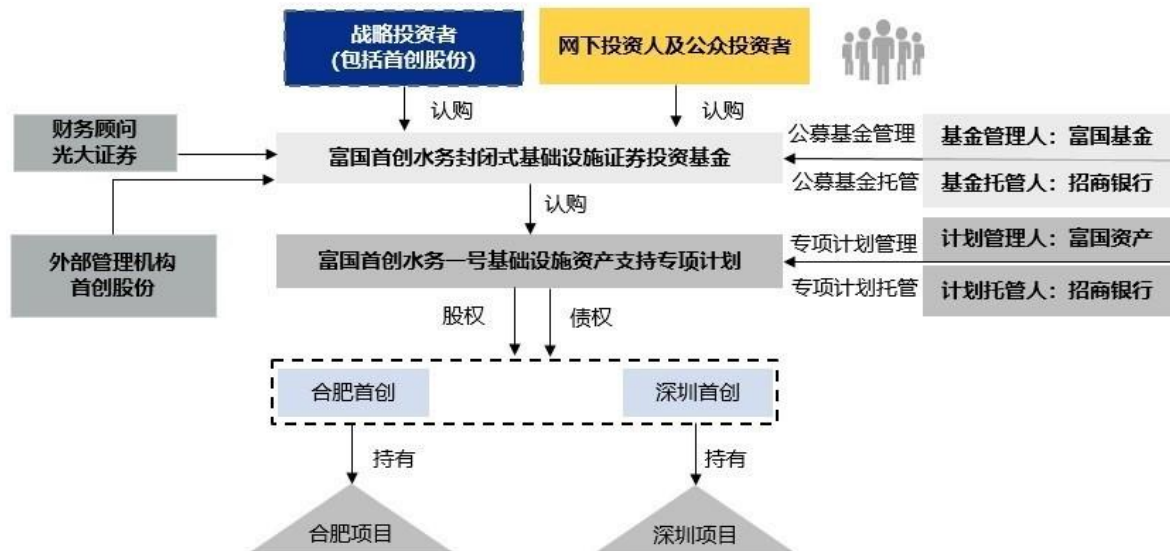 战略投资者
(包括首创股份)
网下投资人及公众投资者
认购
认购
财务顾问
光大证券
富国首创水务封闭式基础设施证券投资基金
公募基金管理
基金管理人：富国基金
公募基金托管
基金托管人：招商银行
认购
外部管理机构
首创股份
富国首创水务一号基础设施资产支持专项计划
专项计划管理
计划管理人：富国资产
专项计划托管
计划托管人：招商银行
股权
债权
合肥首创
深圳首创
持有
持有
合肥项目
深圳项目